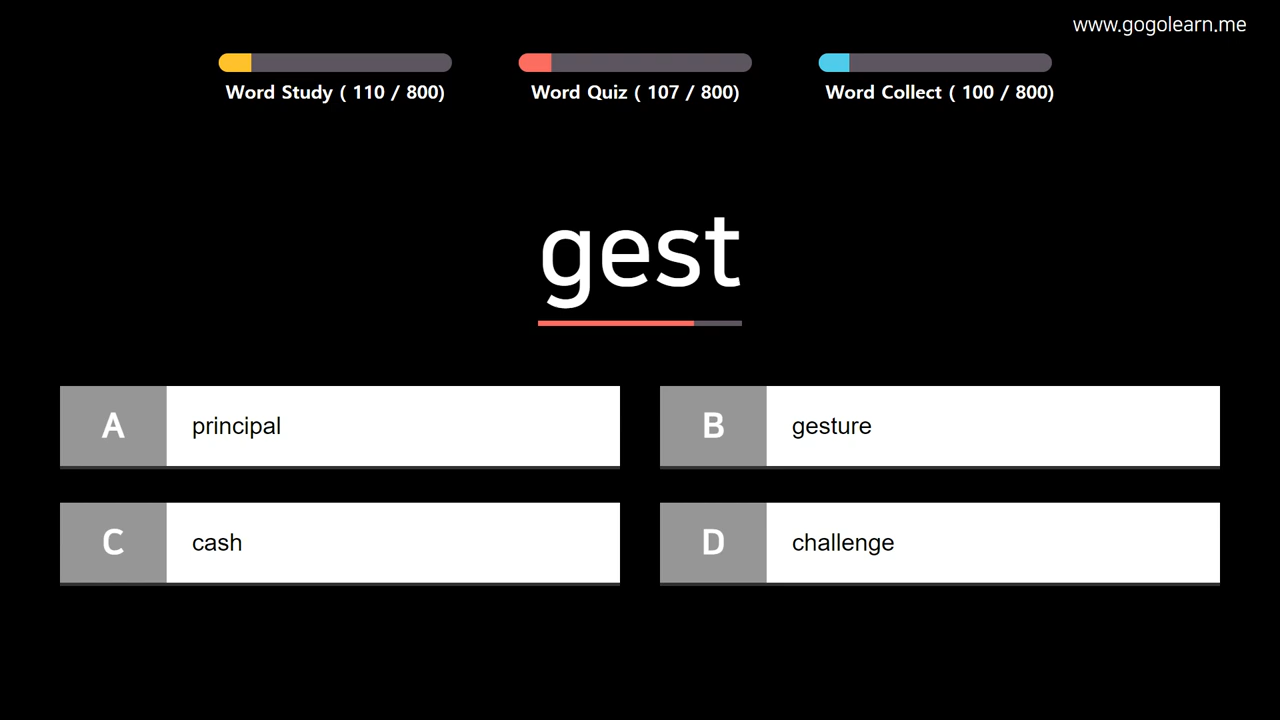 www.gogolearn.me
Word Study ( 110 / 800)
Word Quiz ( 107 / 800)
Word Collect ( 100 / 800)
gest
A principal
B gesture
C cash
D challenge